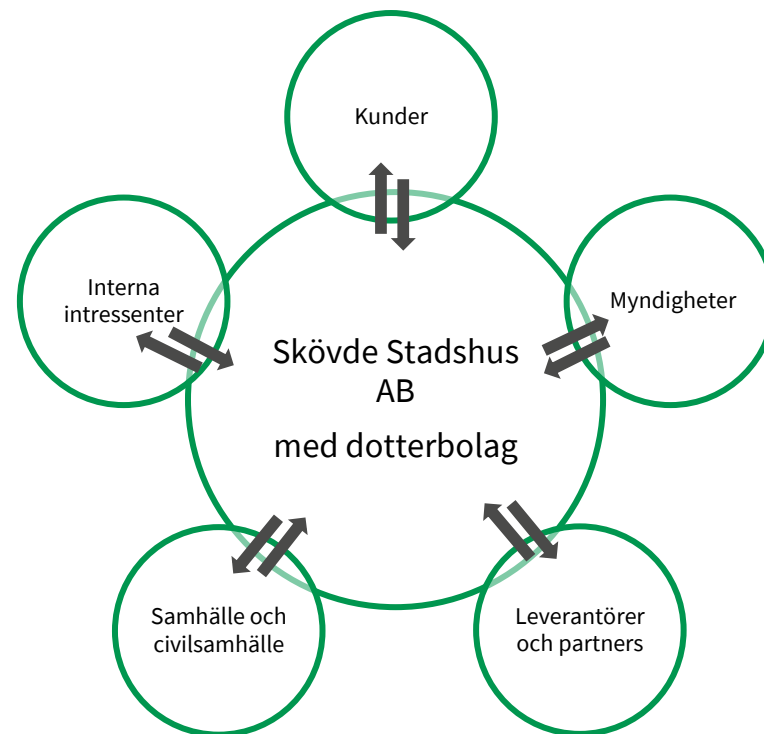 Kunder
Interna
intressenter
Myndigheter
Skövde Stadshus
AB
med dotterbolag
Samhälle och
civilsamhälle
Leverantörer
och partners